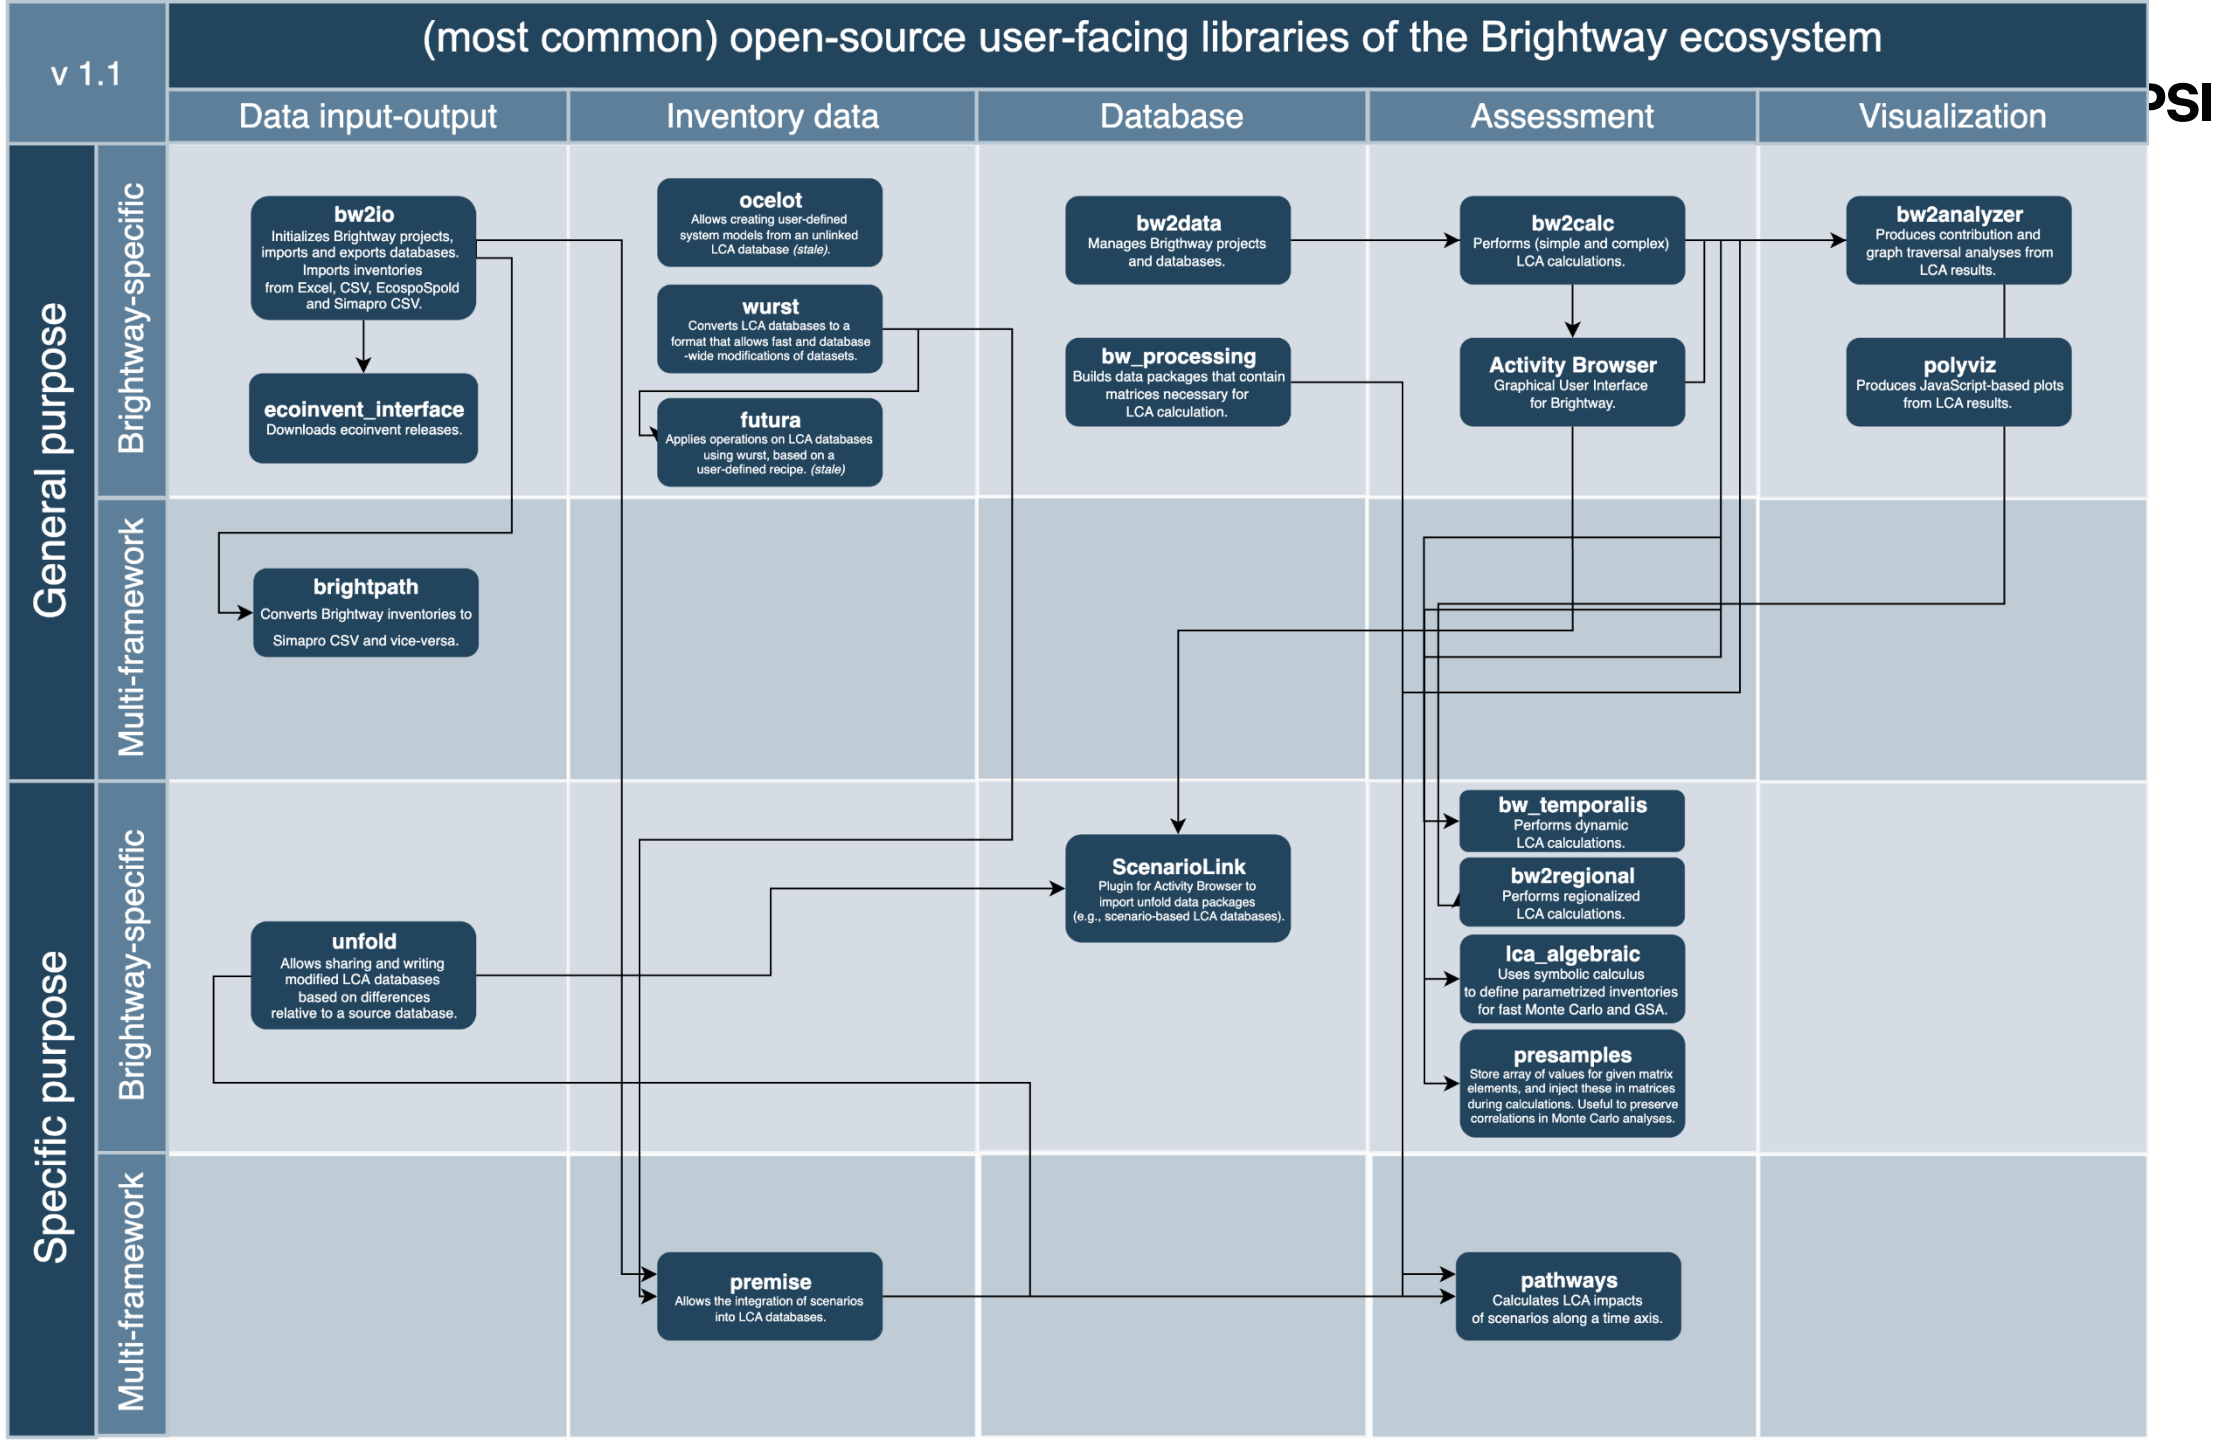 v 1.1
(most common) open-source user-facing libraries of the Brightway ecosystem
PSI
Data input-output
Inventory data
Database
Assessment
Visualization
General purpose
Brightway-specific
bw2io
Initializes Brightway projects,
imports and exports databases.
Imports inventories
from Excel, CSV, EcospoSpold
and Simapro CSV.
ecoinvent_interface
Downloads ecoinvent releases.
ocelot
Allows creating user-defined
system models from an unlinked
LCA database (stale).
wurst
Converts LCA databases to a
format that allows fast and database
-wide modifications of datasets.
futura
Applies operations on LCA databases
using wurst, based on a
user-defined recipe. (stale)
bw2data
Manages Brigthway projects
and databases.
bw_processing
Builds data packages that contain
matrices necessary for
LCA calculation.
bw2calc
Performs (simple and complex)
LCA calculations.
Activity Browser
Graphical User Interface
for Brightway.
bw2analyzer
Produces contribution and
graph traversal analyses from
LCA results.
polyviz
Produces JavaScript-based plots
from LCA results.
Multi-framework
brightpath
Converts Brightway inventories to
Simapro CSV and vice-versa.
Specific purpose
Brightway-specific
unfold
Allows sharing and writing
modified LCA databases
based on differences
relative to a source database.
ScenarioLink
Plugin for Activity Browser to
import unfold data packages
(e.g., scenario-based LCA databases).
bw_temporalis
Performs dynamic
LCA calculations.
bw2regional
Performs regionalized
LCA calculations.
lca_algebraic
Uses symbolic calculus
to define parametrized inventories
for fast Monte Carlo and GSA.
presamples
Store array of values for given matrix
elements, and inject these in matrices
during calculations. Useful to preserve
correlations in Monte Carlo analyses.
Multi-framework
premise
Allows the integration of scenarios
into LCA databases.
pathways
Calculates LCA impacts
of scenarios along a time axis.